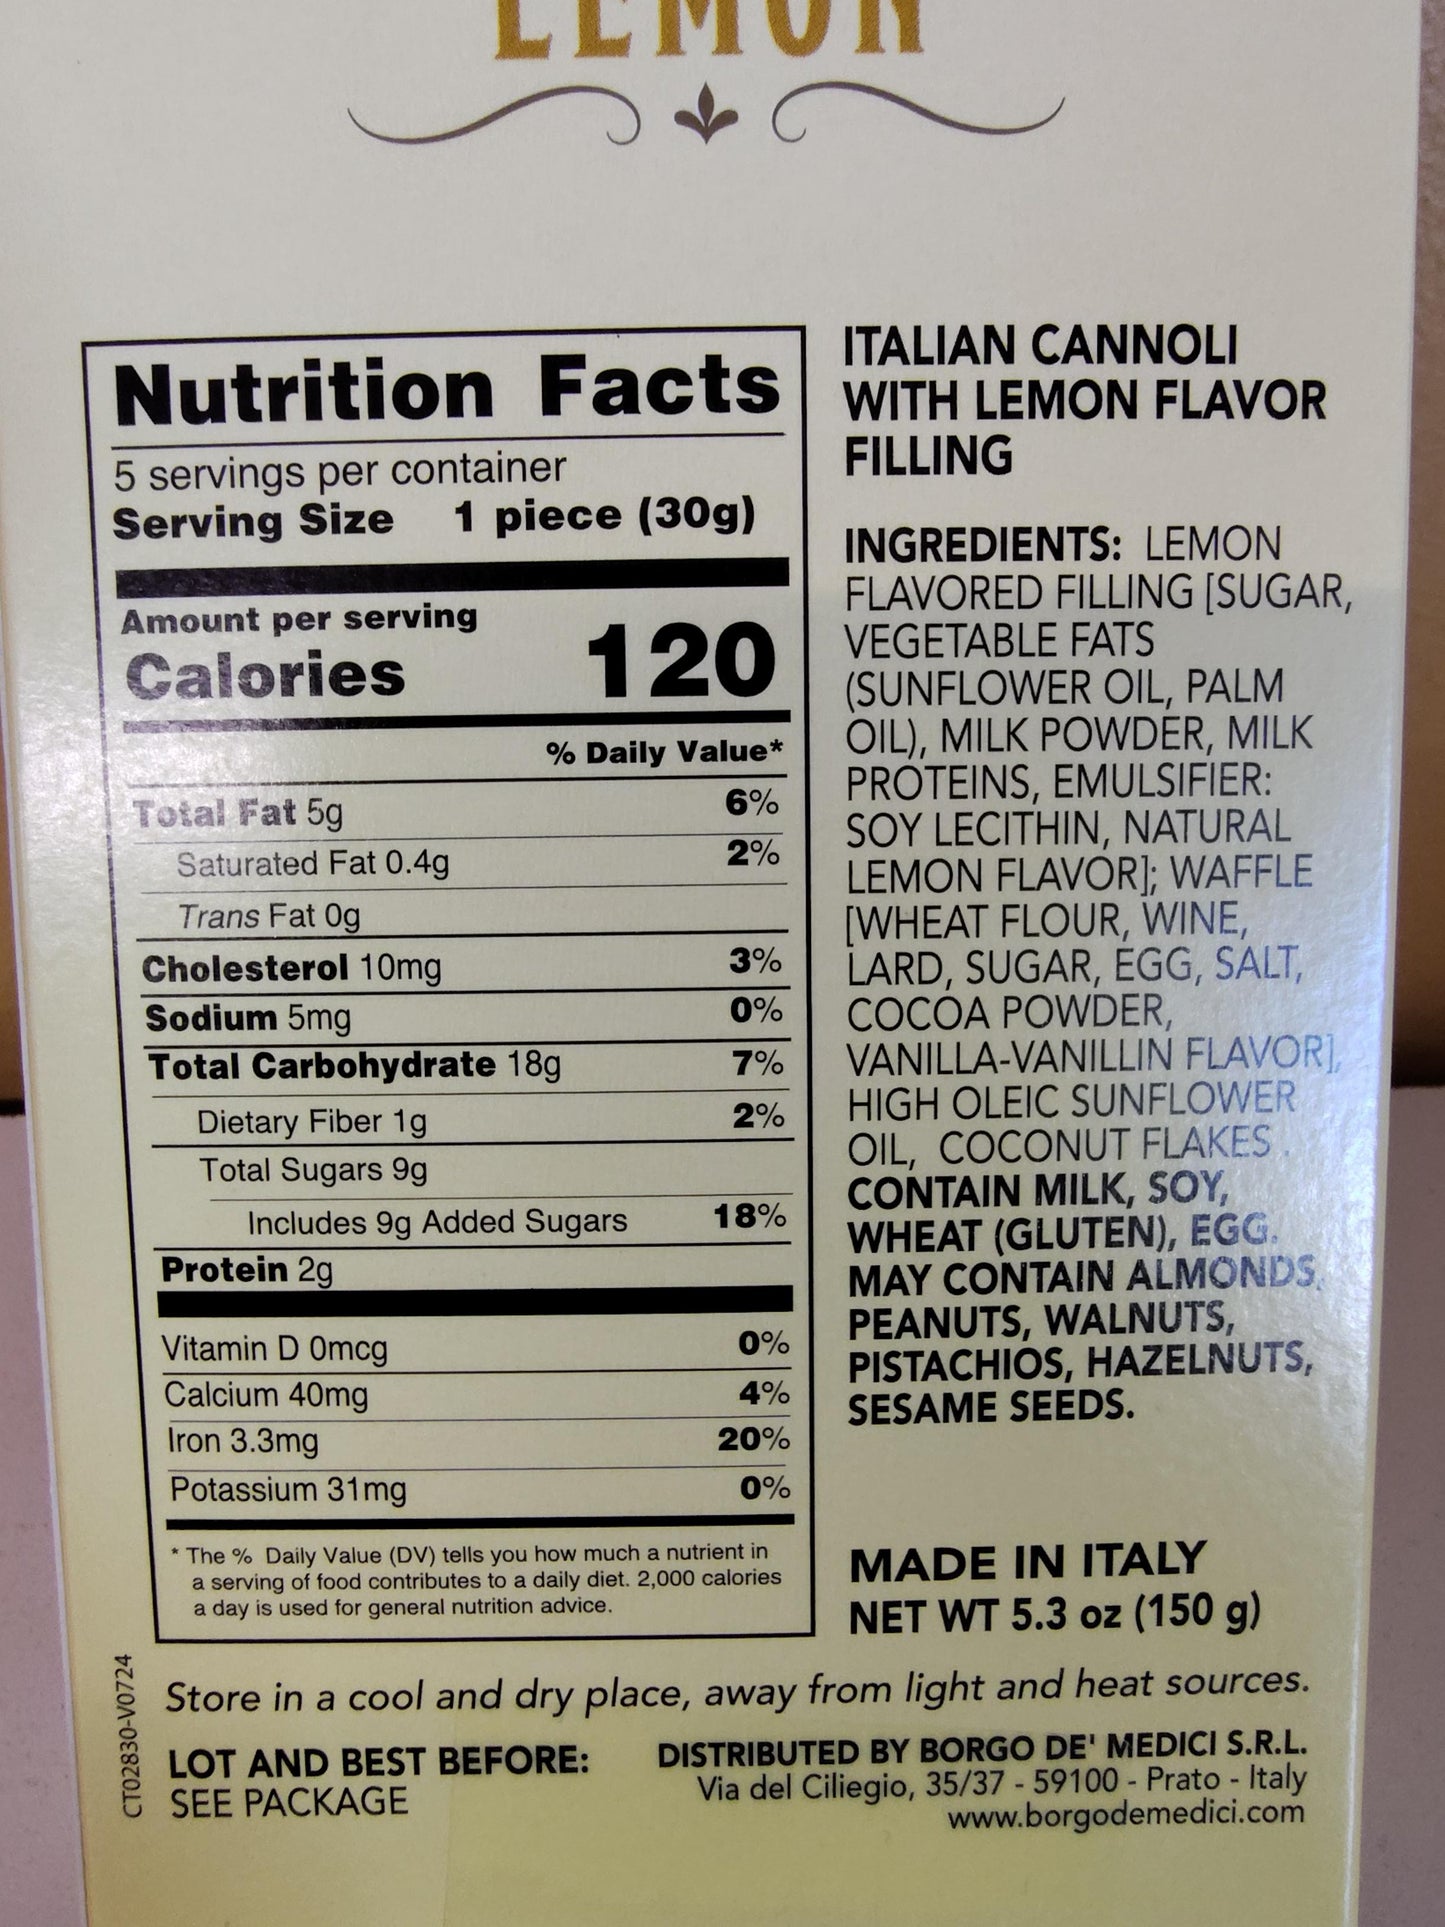 LEMON
Nutrition Facts
5 servings per container
Serving Size 1 piece (30g)
Amount per serving
Calories 120
% Daily Value*
Total Fat 5g 6%
Saturated Fat 0.4g 2%
Trans Fat 0g
Cholesterol 10mg 3%
Sodium 5mg 0%
Total Carbohydrate 18g 7%
Dietary Fiber 1g 2%
Total Sugars 9g
Includes 9g Added Sugars 18%
Protein 2g
Vitamin D 0mcg 0%
Calcium 40mg 4%
Iron 3.3mg 20%
Potassium 31mg 0%
* The % Daily Value (DV) tells you how much a nutrient in
a serving of food contributes to a daily diet. 2,000 calories
a day is used for general nutrition advice.
ITALIAN CANNOLI
WITH LEMON FLAVOR
FILLING
INGREDIENTS: LEMON
FLAVORED FILLING [SUGAR,
VEGETABLE FATS
(SUNFLOWER OIL, PALM
OIL), MILK POWDER, MILK
PROTEINS, EMULSIFIER:
SOY LECITHIN, NATURAL
LEMON FLAVOR]; WAFFLE
[WHEAT FLOUR, WINE,
LARD, SUGAR, EGG, SALT,
COCOA POWDER,
VANILLA-VANILLIN FLAVOR],
HIGH OLEIC SUNFLOWER
OIL, COCONUT FLAKES.
CONTAIN MILK, SOY,
WHEAT (GLUTEN), EGG.
MAY CONTAIN ALMONDS,
PEANUTS, WALNUTS,
PISTACHIOS, HAZELNUTS,
SESAME SEEDS.
MADE IN ITALY
NET WT 5.3 oz (150 g)
Store in a cool and dry place, away from light and heat sources.
LOT AND BEST BEFORE:
SEE PACKAGE
DISTRIBUTED BY BORGO DE' MEDICI S.R.L.
Via del Ciliegio, 35/37 - 59100 - Prato - Italy
www.borgodemedici.com
CT02830-V0724